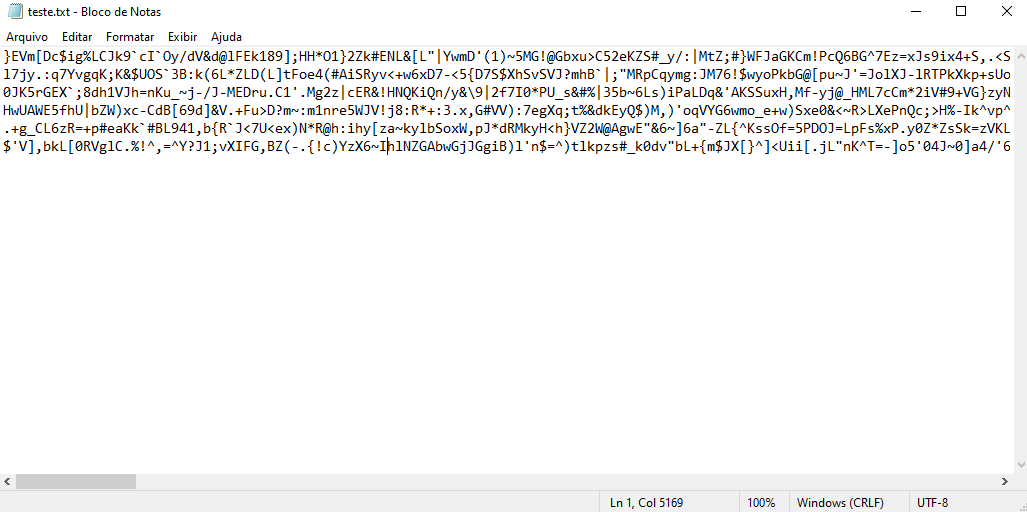 teste.txt - Bloco de Notas
Arquivo Editar Formatar Exibir Ajuda
}EVm[Dc$ig%LCJk9`cI`Oy/dV&d@lFEk189];HH*O1}2Zk#ENL&[L"|YwmD'(1)~5MG!@Gbxu>C52eKZS#_y/:|MtZ;#}WFJaGKCm!PcQ6BG^7Ez=xJs9ix4+S,.<S
l7jy.:q7YvgqK;K&$UOS`3B:k(6L*ZLD(L]tFoe4(#AiSRyv<+w6xD7-<5{D7S$XhSvSVJ?mhB`|;"MRpCqymg:JM76!$wyoPkbG@[pu~J'=JolXJ-lRTPkXkp+sUo
0JK5rGEX`;8dh1VJh=nKu_~j-/J-MEDru.C1'.Mg2z|cER&!HNQKiQn/y&\9|2f7I0*PU_s&#%|35b~6Ls)iPaLDq&'AKSSuxH,Mf-yj@_HML7cCm*2iV#9+VG}zyN
HwUAWE5fhU|bZW)xc-CdB[69d]&V.+Fu>D?m~:m1nre5WJV!j8:R*+:3.x,G#VV):7egXq;t%&dkEyQ$)M,)'oqVYG6wmo_e+w)Sxe0&<~R>LXePnQc;>H%-Ik^vp^
.+g_CL6zR=+p#eaKk`#BL941,b{R`J<7U<ex)N*R@h:ihy[za~kylbSoxW,pJ*dRMkyH<h}VZ2W@AgwE"&6~]6a"-ZL{^KssOf=5PDOJ=LpFs%xP.y0Z*ZsSk=zVKL
$'V],bkL[0RVglC.%!^,=^Y?J1;vXIFG,BZ(-.{!c)YzX6~IhlNZGAbwGjJGgiB)l'n$=^)tlkpzs#_k0dv"bL+{m$JX[}^]<Uii[.jL"nK^T=-]o5'04J~0]a4/'6
Ln 1, Col 5169 100% Windows (CRLF) UTF-8